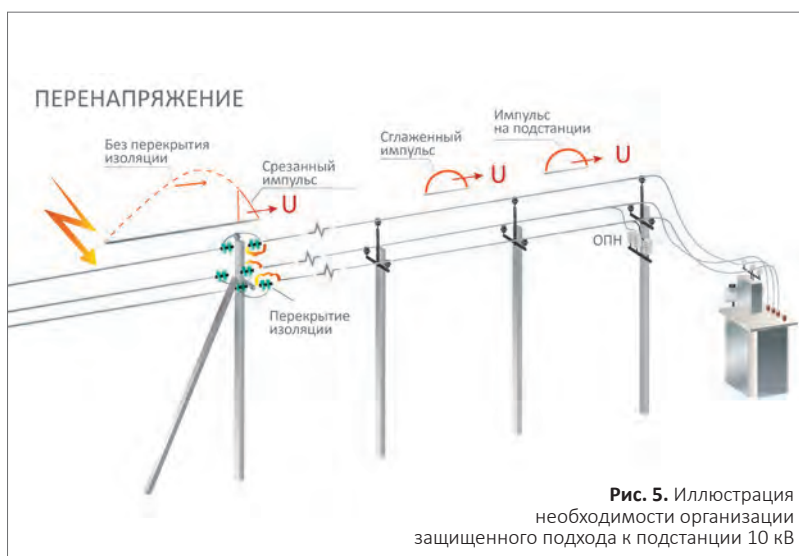 ПЕРЕНАПРЯЖЕНИЕ
Без перекрытия
изоляции
Срезанный
импульс
U
Сглаженный
импульс
U
Импульс
на подстанции
U
ОПН
Перекрытие
изоляции
Рис. 5. Иллюстрация
необходимости организации
защищенного подхода к подстанции 10 кВ